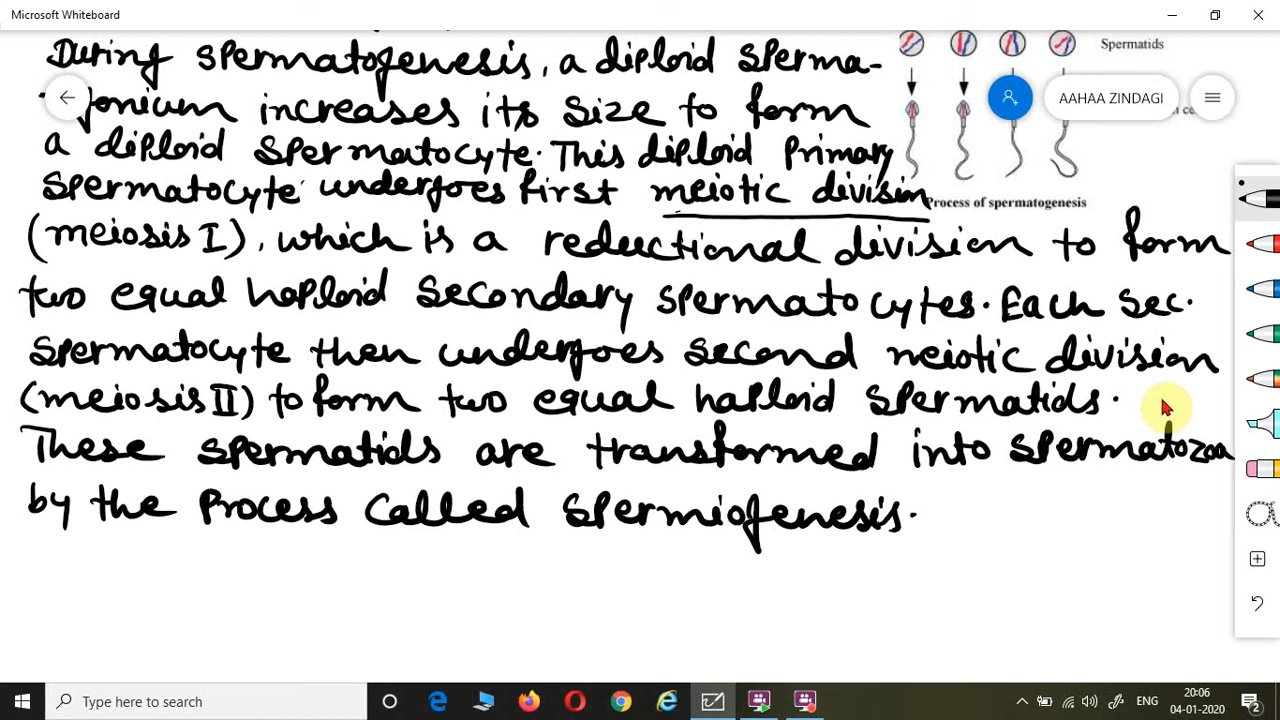 Microsoft Whiteboard
Spermatids
AAHAA ZINDAGI
Process of spermatogenesis
During spermatogenesis, a diploid sperma-
gonium increases its size to form
a diploid spermatocyte. This diploid primary
spermatocyte undergoes first meiotic division
(meiosis I), which is a reductional division to form
two equal haploid secondary spermatocytes. Each sec.
spermatocyte then undergoes second meiotic division
(meiosis II) to form two equal haploid spermatids.
These spermatids are transformed into spermatozoa
by the process called spermiogenesis.
Type here to search
ENG
20:06
04-01-2020
2